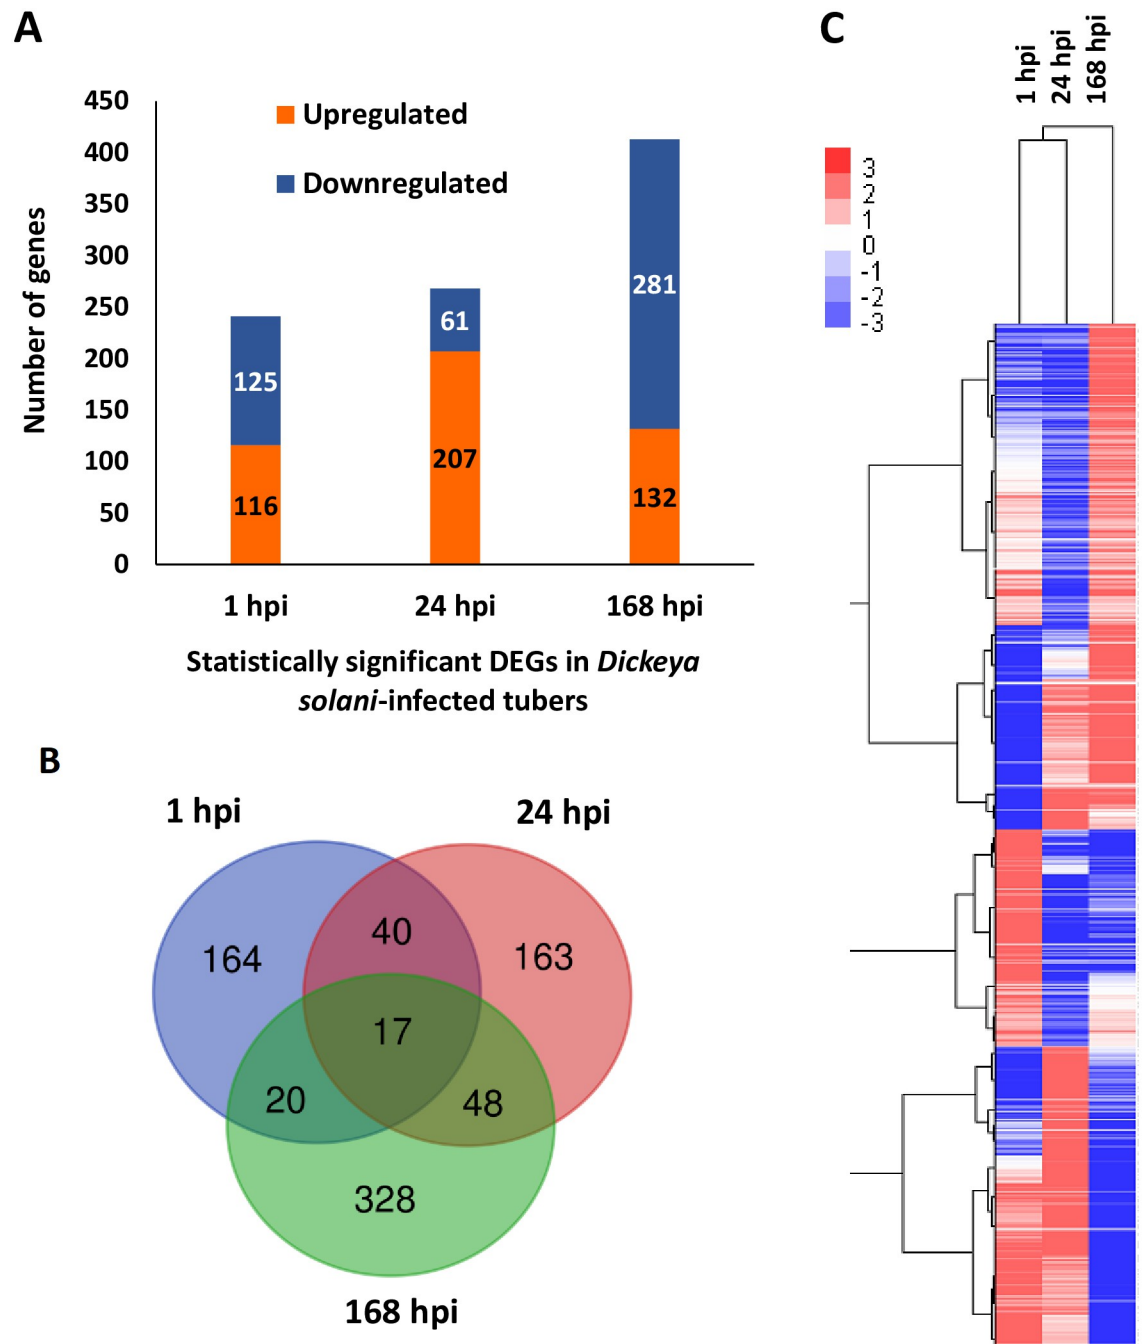 A
450
400
350
300
250
200
150
100
50
0
Number of genes
Upregulated
Downregulated
125
116
61
207
281
132
1 hpi
24 hpi
168 hpi
Statistically significant DEGs in Dickeya
solani-infected tubers
B
1 hpi
24 hpi
164
40
163
17
20
48
328
168 hpi
C
1 hpi
24 hpi
168 hpi
3
2
1
0
-1
-2
-3